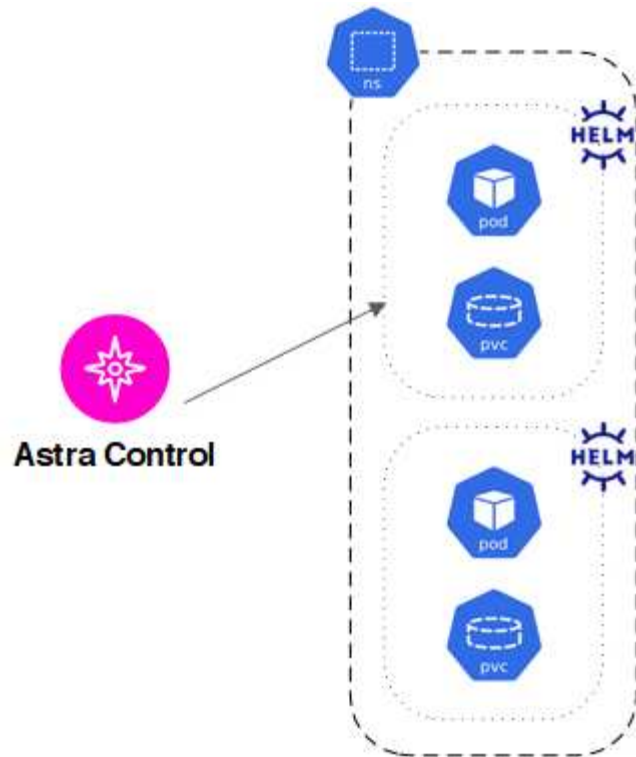 ns
HELM
pod
pvc
Astra Control
HELM
pod
pvc